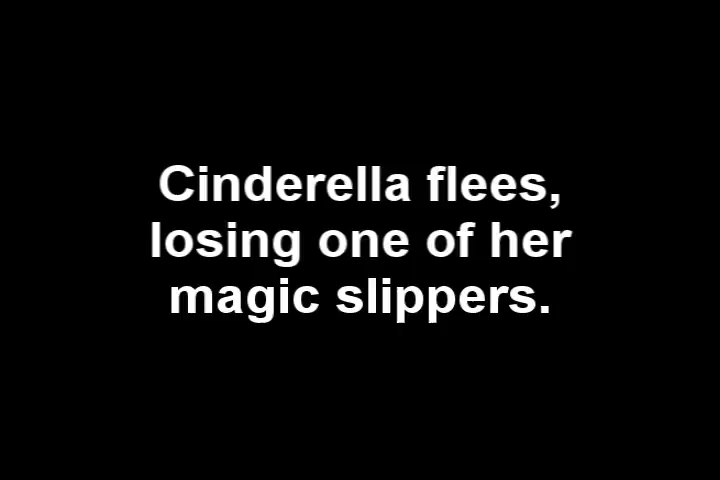 Cinderella flees,
losing one of her
magic slippers.